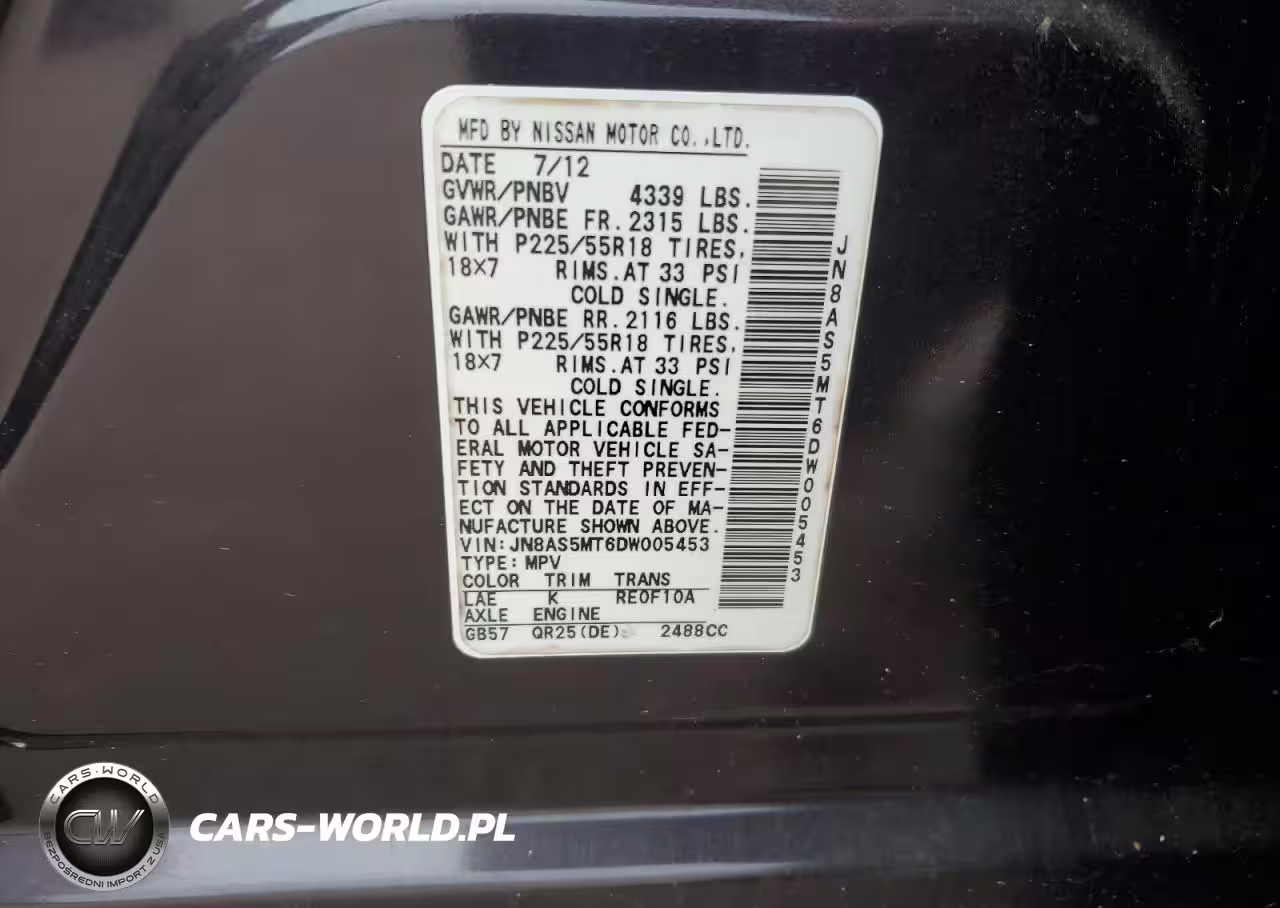 MFD BY NISSAN MOTOR CO.,LTD.
DATE 7/12
GVWR/PNBV 4339 LBS.
GAWR/PNBE FR. 2315 LBS.
WITH P225/55R18 TIRES,
18×7 RIMS.AT 33 PSI
COLD SINGLE.
GAWR/PNBE RR. 2116 LBS.
WITH P225/55R18 TIRES,
18×7 RIMS.AT 33 PSI
COLD SINGLE.
THIS VEHICLE CONFORMS
TO ALL APPLICABLE FED-
ERAL MOTOR VEHICLE SA-
FETY AND THEFT PREVEN-
TION STANDARDS IN EFF-
ECT ON THE DATE OF MA-
NUFACTURE SHOWN ABOVE.
VIN:JN8AS5MT6DW005453
TYPE:MPV
COLOR TRIM TRANS
LAE K RE0F10A
AXLE ENGINE
GB57 QR25(DE) 2488CC
JN8AS5MT6DW005453
CARS-WORLD
CW
BEZPOŚREDNI IMPORT Z USA
CARS-WORLD.PL